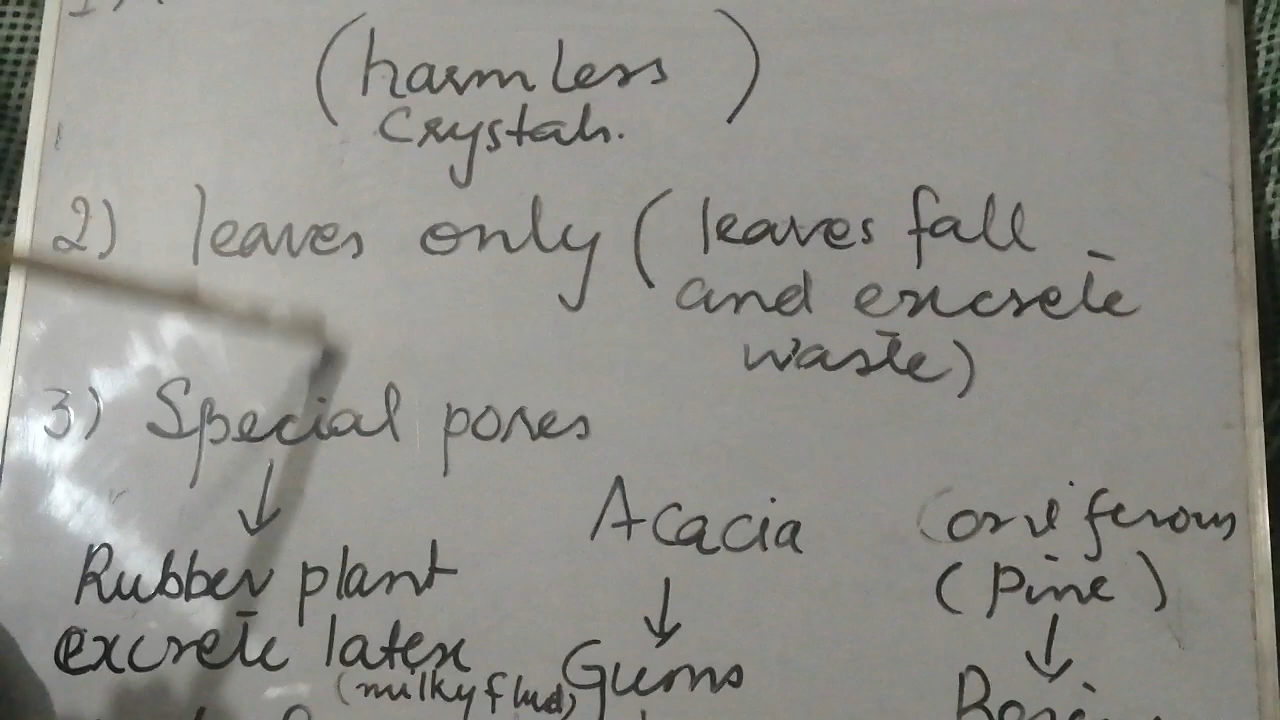 (harmless)
crystals.
2) leaves only (leaves fall
and excrete
waste)
3) Special pores
↓
Acacia
Coniferous
Rubber plant
↓
(Pine)
↓
excrete latex
(milky fluid)
Gums